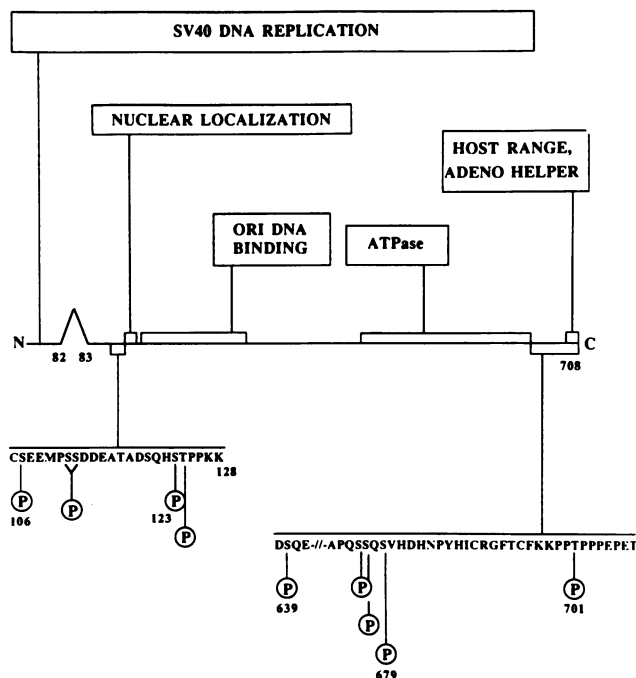 SV40 DNA REPLICATION
NUCLEAR LOCALIZATION
HOST RANGE,
ADENO HELPER
ORI DNA
BINDING
ATPase
N
C
82 83
708
CSEEMPSSDDEATADSQHSTPPKK
128
P
P
P
P
106
123
DSQE-//-APQSSQSVHDHNPYHICRGFTCFKKPPTPPPEPET
P
P
P
P
P
639
701
679